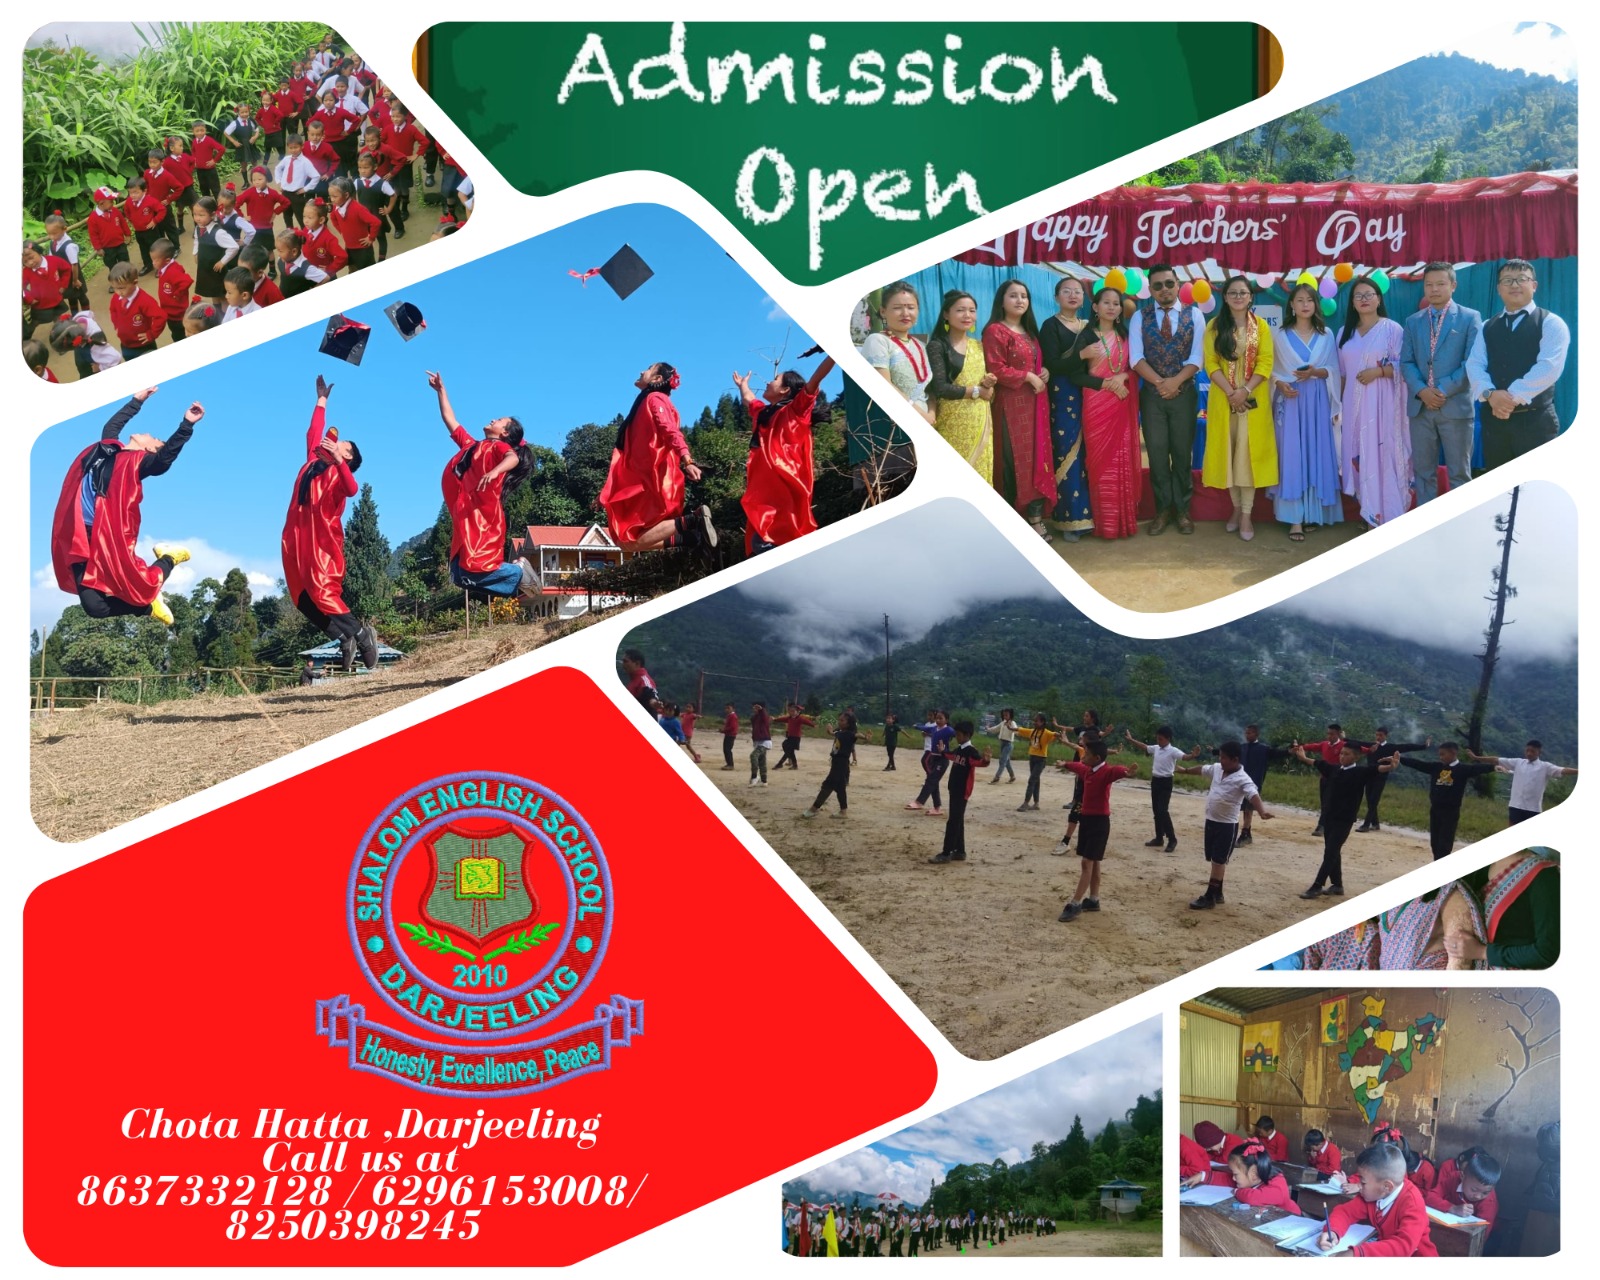 Admission
Open
Happy Teachers' Day
SHALOM ENGLISH SCHOOL
2010
DARJEELING
Honesty, Excellence, Peace
Chota Hatta ,Darjeeling
Call us at
8637332128 / 6296153008/
8250398245